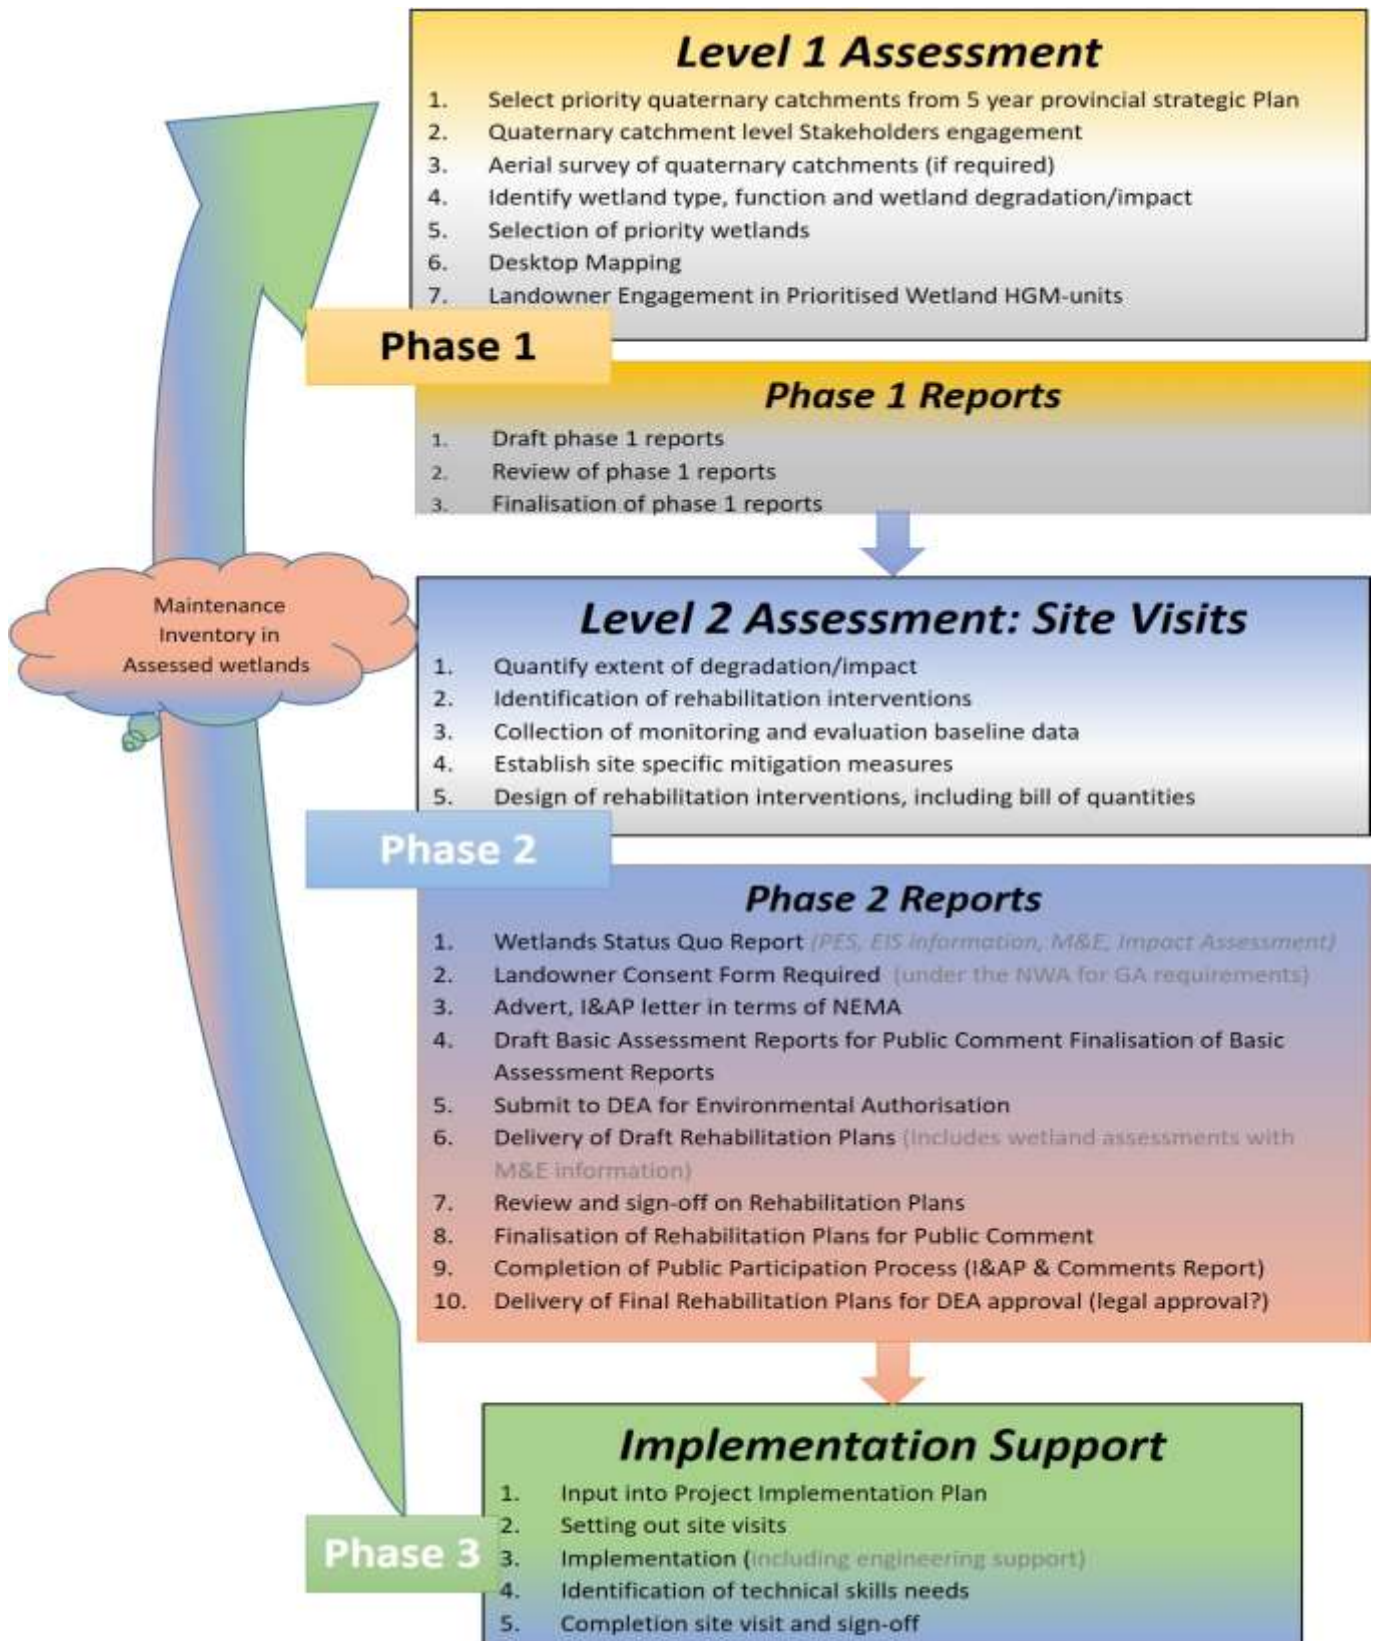 Level 1 Assessment
1. Select priority quaternary catchments from 5 year provincial strategic Plan
2. Quaternary catchment level Stakeholders engagement
3. Aerial survey of quaternary catchments (if required)
4. Identify wetland type, function and wetland degradation/impact
5. Selection of priority wetlands
6. Desktop Mapping
7. Landowner Engagement in Prioritised Wetland HGM-units
Phase 1
Phase 1 Reports
1. Draft phase 1 reports
2. Review of phase 1 reports
3. Finalisation of phase 1 reports
Maintenance
Inventory in
Assessed wetlands
Level 2 Assessment: Site Visits
1. Quantify extent of degradation/impact
2. Identification of rehabilitation interventions
3. Collection of monitoring and evaluation baseline data
4. Establish site specific mitigation measures
5. Design of rehabilitation interventions, including bill of quantities
Phase 2
Phase 2 Reports
1. Wetlands Status Quo Report (PES, EIS information, M&E, Impact Assessment)
2. Landowner Consent Form Required (under the NWA for GA requirements)
3. Advert, I&AP letter in terms of NEMA
4. Draft Basic Assessment Reports for Public Comment Finalisation of Basic
Assessment Reports
5. Submit to DEA for Environmental Authorisation
6. Delivery of Draft Rehabilitation Plans (Includes wetland assessments with
M&E information)
7. Review and sign-off on Rehabilitation Plans
8. Finalisation of Rehabilitation Plans for Public Comment
9. Completion of Public Participation Process (I&AP & Comments Report)
10. Delivery of Final Rehabilitation Plans for DEA approval (legal approval?)
Implementation Support
1. Input into Project Implementation Plan
2. Setting out site visits
Phase 3
3. Implementation (including engineering support)
4. Identification of technical skills needs
5. Completion site visit and sign-off